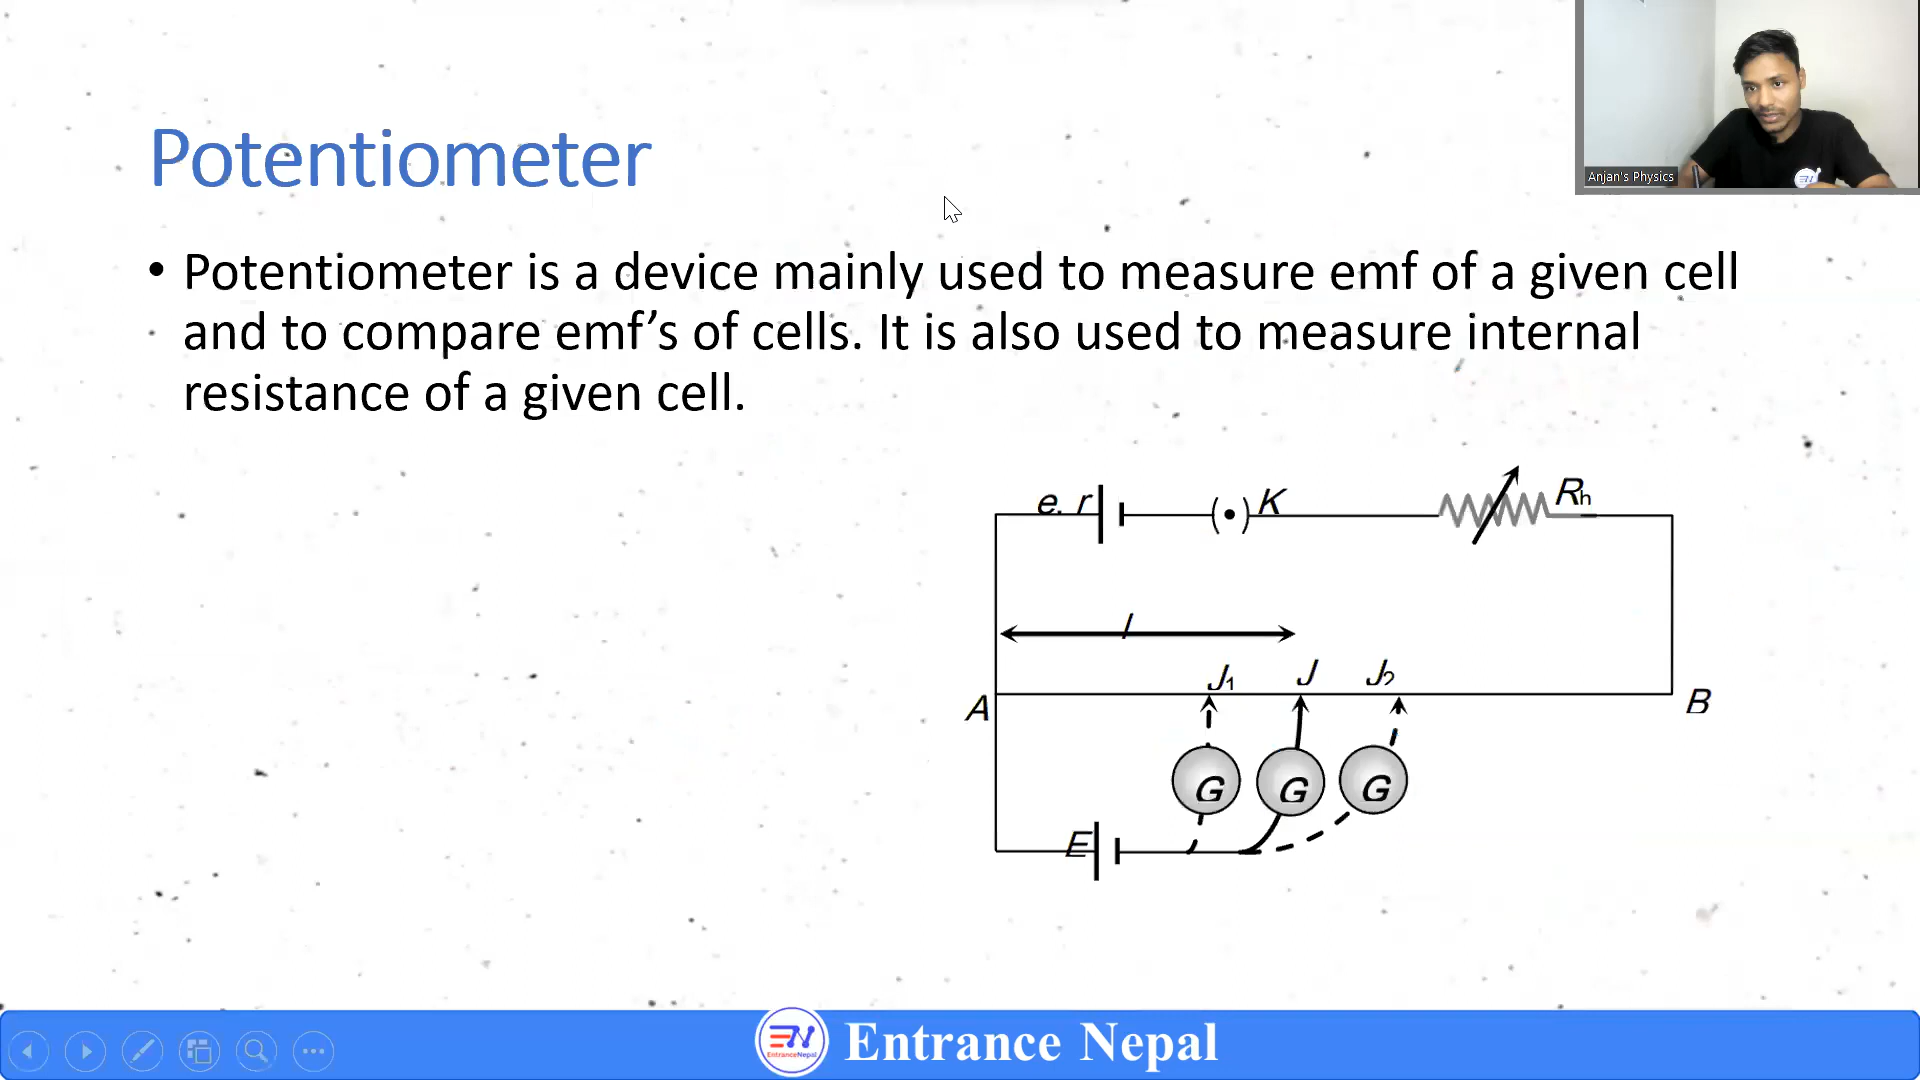 Anjan's Physics
Potentiometer
• Potentiometer is a device mainly used to measure emf of a given cell
and to compare emf’s of cells. It is also used to measure internal
resistance of a given cell.
e. r
K
Rh
l
J1 J J2
A
B
G G G
E
EN
EntranceNepal
Entrance Nepal